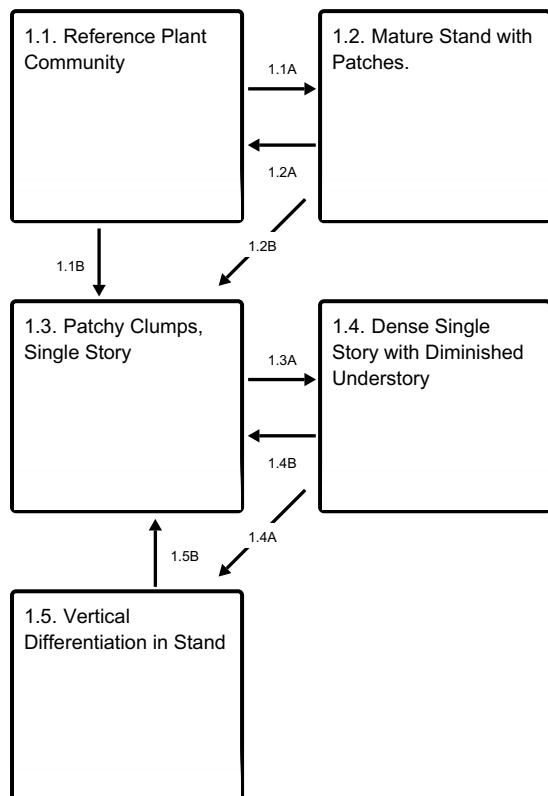 1.1. Reference Plant
Community
1.2. Mature Stand with
Patches.
1.1A
1.2A
1.2B
1.1B
1.3. Patchy Clumps,
Single Story
1.4. Dense Single
Story with Diminished
Understory
1.3A
1.4B
1.4A
1.5B
1.5. Vertical
Differentiation in Stand